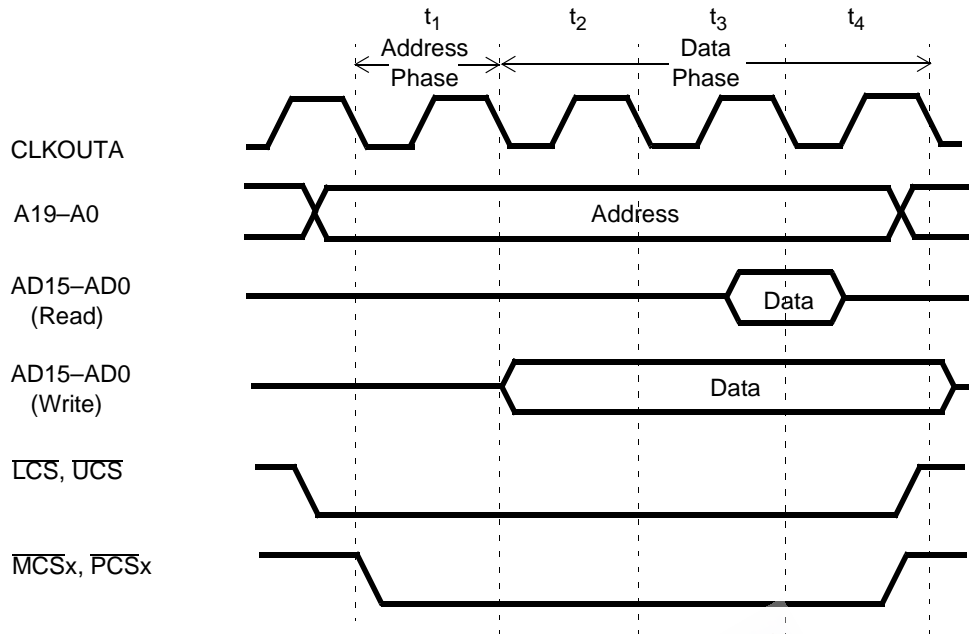 t1 t2 t3 t4
Address Phase
Data Phase
CLKOUTA
A19–A0
Address
AD15–AD0
(Read)
Data
AD15–AD0
(Write)
Data
LCS, UCS
MCSx, PCSx